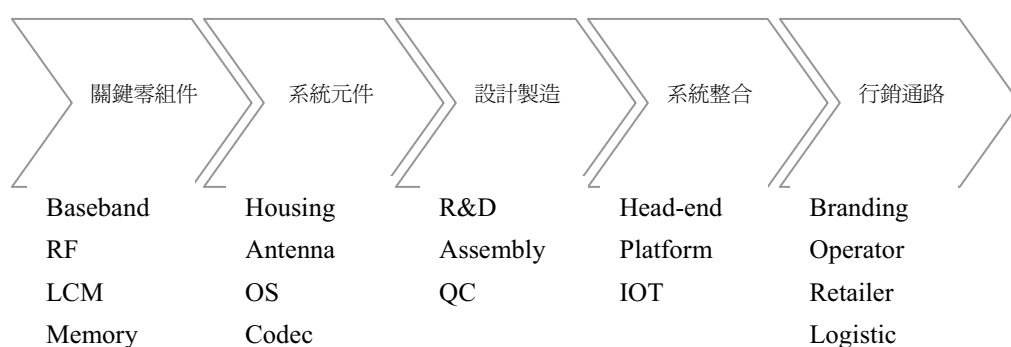 關鍵零組件 系統元件 設計製造 系統整合 行銷通路
Baseband Housing R&D Head-end Branding
RF Antenna Assembly Platform Operator
LCM OS QC IOT Retailer
Memory Codec Logistic